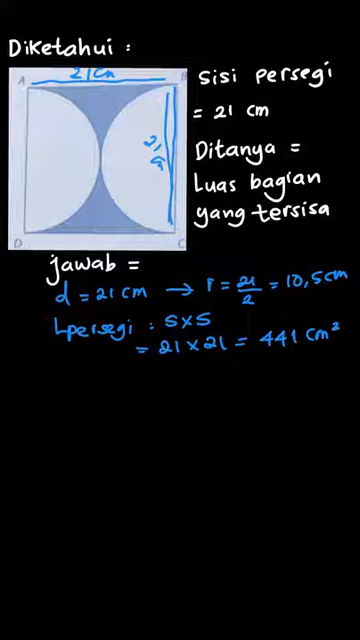 Diketahui :
21 cm
A
B
21
D
C
Sisi persegi
= 21 cm
Ditanya =
Luas bagian
yang tersisa
jawab =
d = 21 cm → r = 21/2 = 10,5 cm
Lpersegi : S x S
= 21 x 21 = 441 cm²